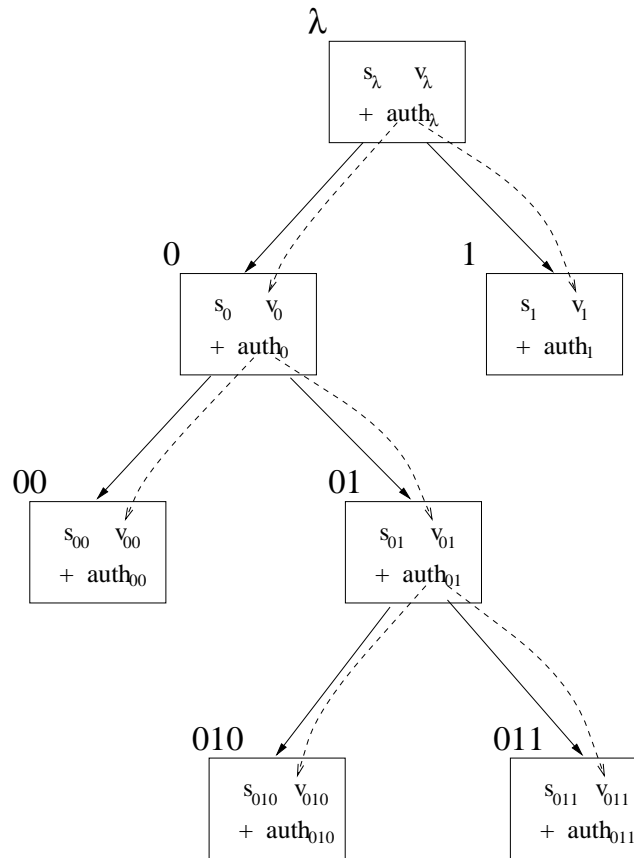 λ
s_λ v_λ
+ auth_λ
0 1
s_0 v_0 s_1 v_1
+ auth_0 + auth_1
00 01
s_00 v_00 s_01 v_01
+ auth_00 + auth_01
010 011
s_010 v_010 s_011 v_011
+ auth_010 + auth_011